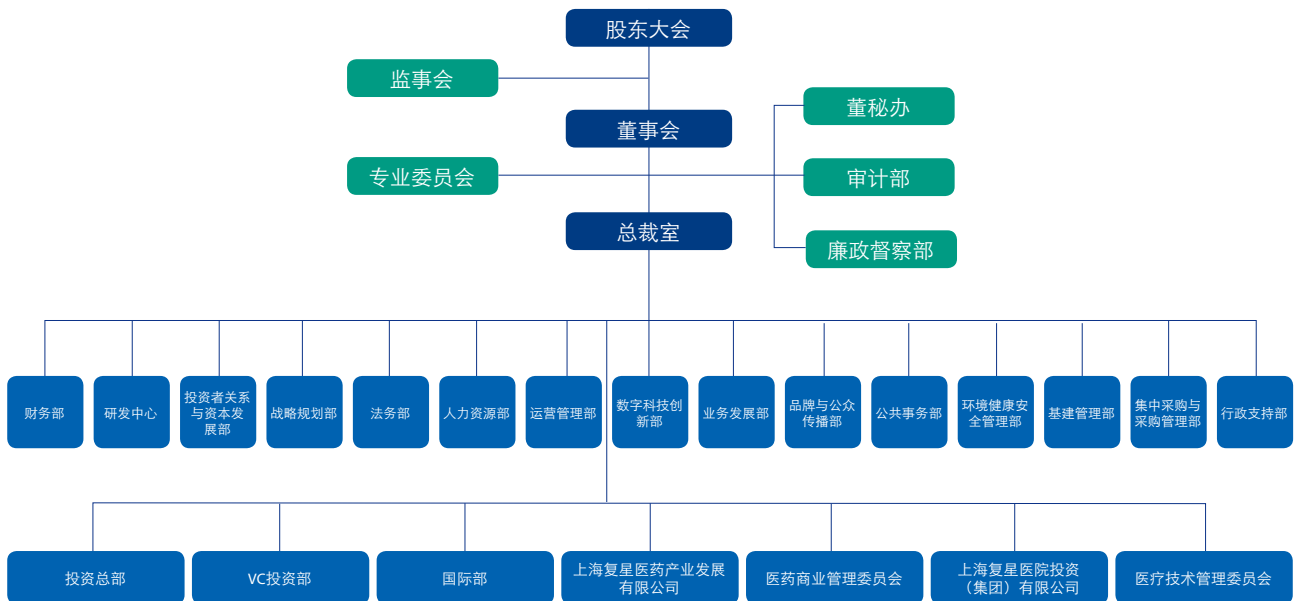 股东大会
监事会
董秘办
董事会
专业委员会
审计部
总裁室
廉政督察部
财务部
研发中心
投资者关系
与资本发
展部
战略规划部
法务部
人力资源部
运营管理部
数字科技创
新部
业务发展部
品牌与公众
传播部
公共事务部
环境健康安
全管理部
基建管理部
集中采购与
采购管理部
行政支持部
投资总部
VC投资部
国际部
上海复星医药产业发展
有限公司
医药商业管理委员会
上海复星医院投资
（集团）有限公司
医疗技术管理委员会